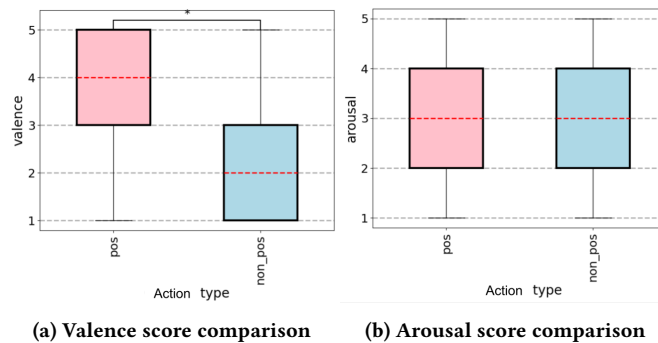 *
5
4
3
2
1
valence
pos
non_pos
Action type
(a) Valence score comparison
5
4
3
2
1
arousal
pos
non_pos
Action type
(b) Arousal score comparison